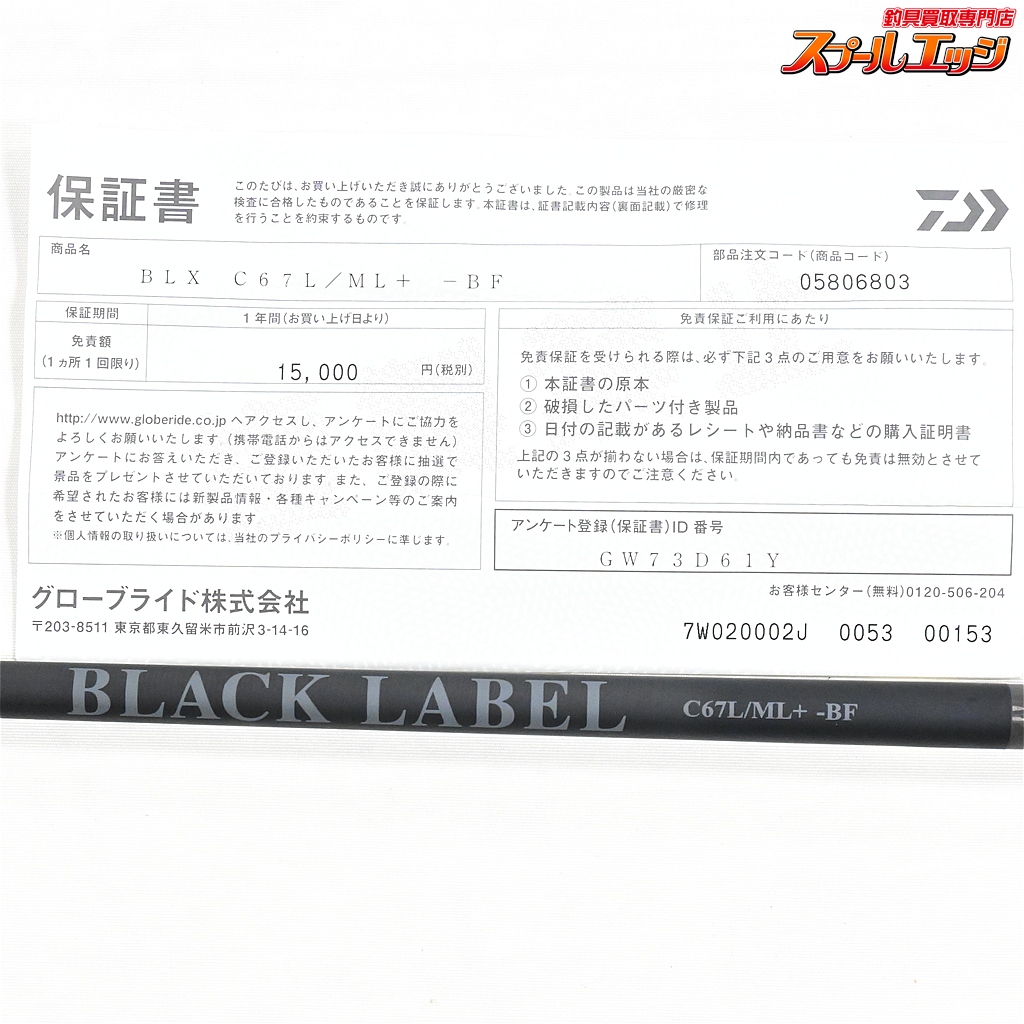 釣具買取専門店
スプールエッジ
保証書
このたびは、お買い上げいただき誠にありがとうございました。この製品は当社の厳密な
検査に合格したものであることを保証します。本証書は、証書記載内容(裏面記載)で修理
を行うことを約束するものです。
商品名
BLX C67L/ML+ -BF
部品注文コード(商品コード)
05806803
保証期間
1年間(お買い上げ日より)
免責額
(1ヵ所1回限り)
15,000
円(税別)
http://www.globeride.co.jp へアクセスし、アンケートにご協力を
よろしくお願いいたします。(携帯電話からはアクセスできません)
アンケートにお答えいただき、ご登録いただいたお客様に抽選で
景品をプレゼントさせていただいております。また、ご登録の際に
希望されたお客様には新製品情報・各種キャンペーン等のご案内
をさせていただく場合があります
※個人情報の取り扱いについては、当社のプライバシーポリシーに準じます。
免責保証ご利用にあたり
免責保証を受けられる際は、必ず下記3点のご用意をお願いいたします。
① 本証書の原本
② 破損したパーツ付き製品
③ 日付の記載があるレシートや納品書などの購入証明書
上記の3点が揃わない場合は、保証期間内であっても免責は無効とさせて
いただきますのでご注意ください。
アンケート登録(保証書)ID番号
GW73D61Y
お客様センター(無料)0120-506-204
グローブライド株式会社
〒203-8511 東京都東久留米市前沢3-14-16
7W020002J 0053 00153
BLACK LABEL C67L/ML+ -BF